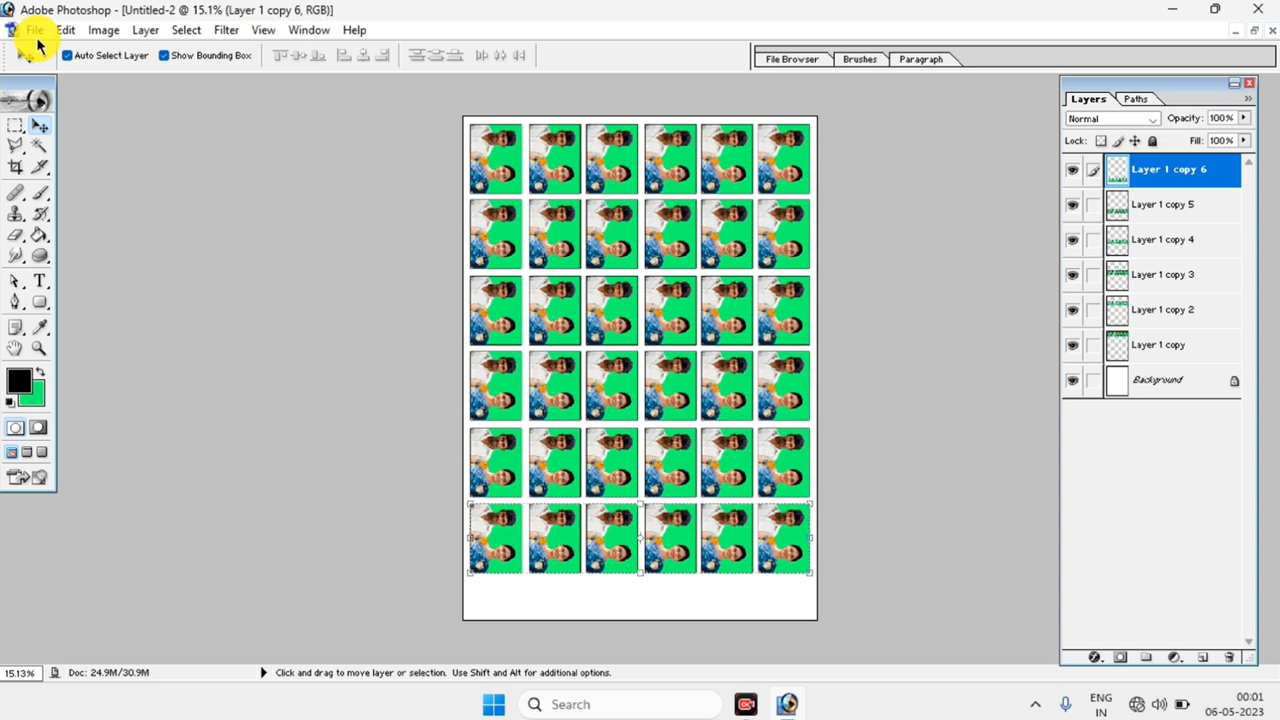 Adobe Photoshop - [Untitled-2 @ 15.1% (Layer 1 copy 6, RGB)]
File Edit Image Layer Select Filter View Window Help
Auto Select Layer Show Bounding Box File Browser Brushes Paragraph
Layers Paths
Normal Opacity: 100%
Lock: Fill: 100%
Layer 1 copy 6
Layer 1 copy 5
Layer 1 copy 4
Layer 1 copy 3
Layer 1 copy 2
Layer 1 copy
Background
15.13% Doc: 24.9M/30.9M Click and drag to move layer or selection. Use Shift and Alt for additional options.
Search
ENG
IN
00:01
06-05-2023